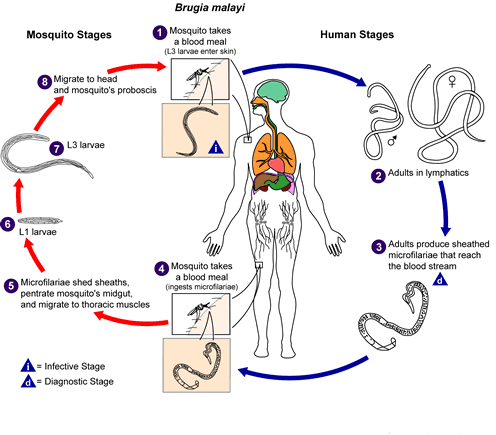 Brugia malayi
Mosquito Stages
Human Stages
1 Mosquito takes
a blood meal
(L3 larvae enter skin)
8 Migrate to head
and mosquito's proboscis
i
♀
♂
7 L3 larvae
2 Adults in lymphatics
6
L1 larvae
3 Adults produce sheathed
microfilariae that reach
the blood stream
d
4 Mosquito takes
a blood meal
(ingests microfilariae)
5 Microfilariae shed sheaths,
pentrate mosquito's midgut,
and migrate to thoracic muscles
i = Infective Stage
d = Diagnostic Stage